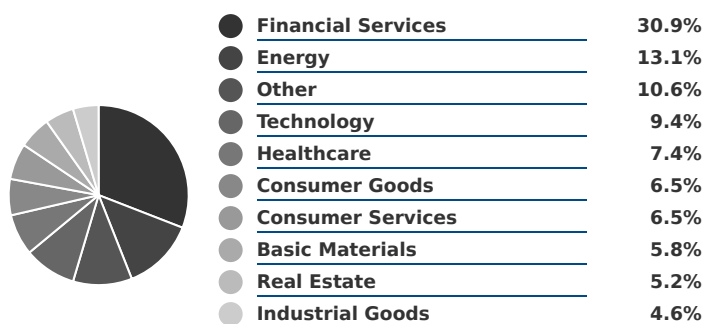 Financial Services 30.9%
Energy 13.1%
Other 10.6%
Technology 9.4%
Healthcare 7.4%
Consumer Goods 6.5%
Consumer Services 6.5%
Basic Materials 5.8%
Real Estate 5.2%
Industrial Goods 4.6%